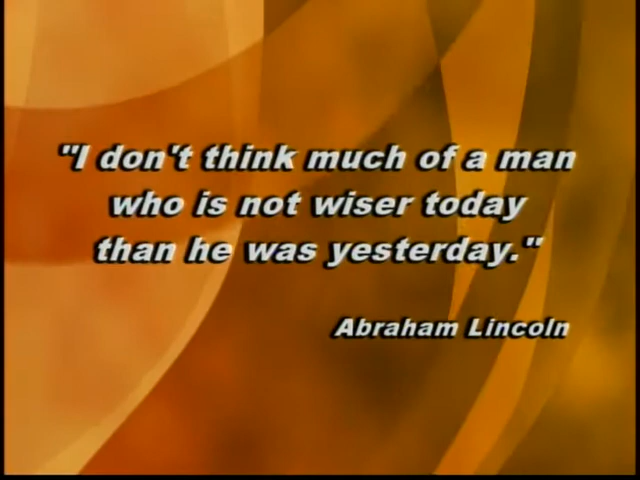 "I don't think much of a man
who is not wiser today
than he was yesterday."
Abraham Lincoln